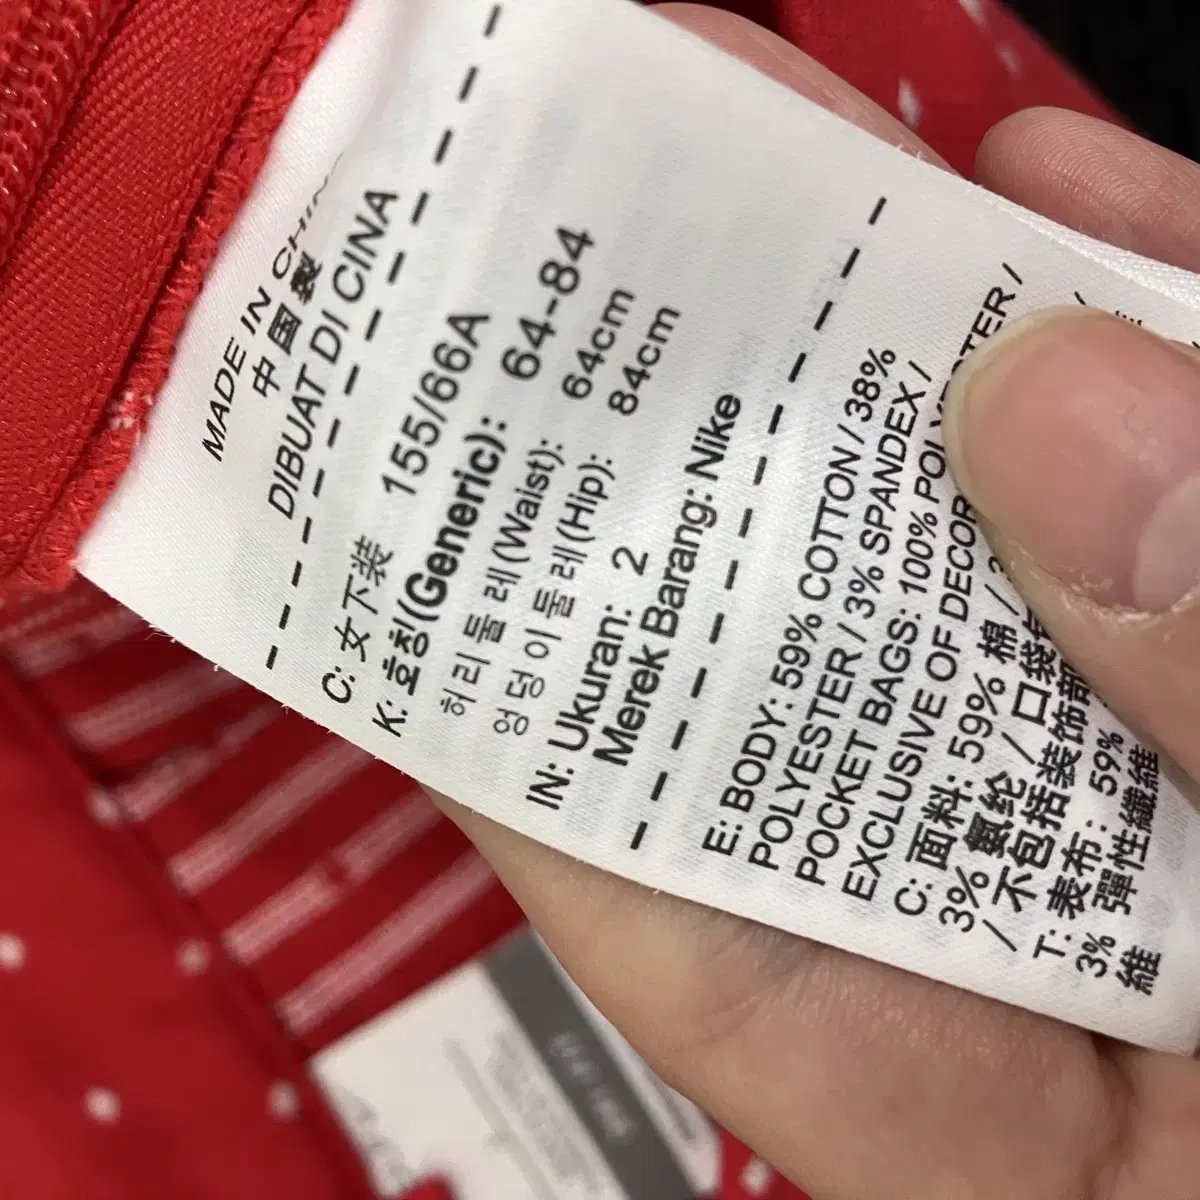 MADE IN CHINA
中国製
DIBUAT DI CINA
C: 女下装 155/66A
K: 호칭(Generic): 64-84
허리둘레(Waist): 64cm
엉덩이둘레(Hip): 84cm
IN: Ukuran: 2
Merek Barang: Nike
E: BODY: 59% COTTON / 38%
POLYESTER / 3% SPANDEX /
POCKET BAGS: 100% POLYESTER /
EXCLUSIVE OF DECOR
C: 面料: 59% 棉 /
3% 氨纶 / 口袋
/ 不包括装饰部
T: 表布: 59%
3% 彈性纖維
維